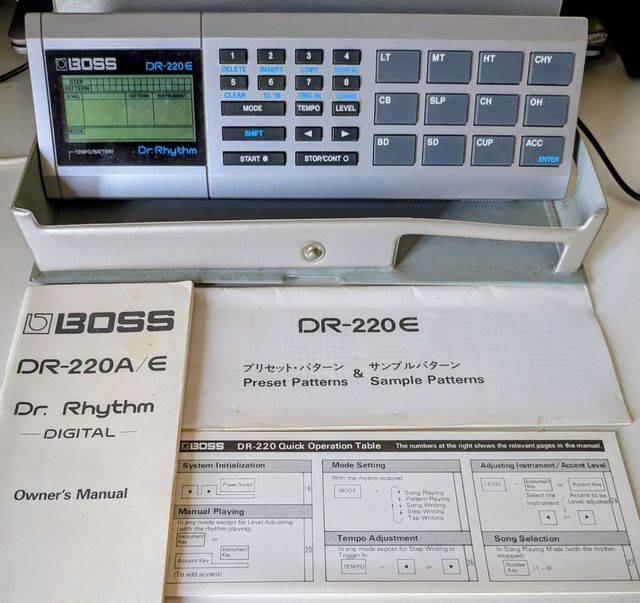 BOSS DR-220E
STEP
PATTERN
SONG PATTERN INSTRUMENT
MODE
TEMPO/BATTERY Dr. Rhythm
1 2 3 4
DELETE INSERT COPY REPEAT
5 6 7 8
CLEAR 12/16 TRIG IN CHAIN
MODE TEMPO LEVEL
SHIFT ◀ ▶
START ● STOP/CONT ○
LT MT HT CHY
CB SLP CH OH
BD SD CUP ACC
ENTER
BOSS
DR-220A/E
Dr. Rhythm
DIGITAL
Owner's Manual
DR-220E
プリセット・パターン & サンプルパターン
Preset Patterns & Sample Patterns
BOSS DR-220 Quick Operation Table The numbers at the right shows the relevant pages in the manual.
System Initialization
Power Switch
18
Manual Playing
In any mode except for Level Adjusting
(with the rhythm playing)
Instrument Key
or
Accent Key Instrument Key
20
(To add accent)
Mode Setting
With the rhythm stopped
MODE
Song Playing
Pattern Playing
Song Writing
Step Writing
Tap Writing
Tempo Adjustment
In any mode expcet for Step Writing or
Trigger In
TEMPO → ◀ or ▶
26
Adjusting Instrument/Accent Level
LEVEL → Instrument Key / Accent Key
Select the Instrument / Accent to be Level-adjusted
◀ or ▶
Song Selection
In Song Playing Mode (with the rhythm
stopped)
Number Key (1 – 8)
27